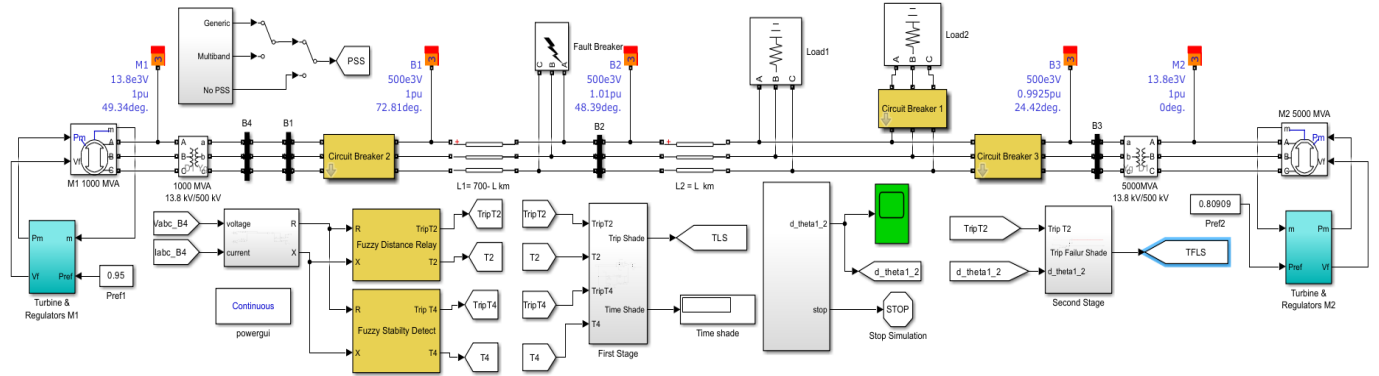 Generic
Multiband
No PSS
PSS
M1
13.8e3V
1pu
49.34deg.
B1
500e3V
1pu
72.81deg.
Fault Breaker
C B A
B2
500e3V
1.01pu
48.39deg.
Load1
A B C
Load2
A B C
Circuit Breaker 1
B3
500e3V
0.9925pu
24.42deg.
M2
13.8e3V
1pu
0deg.
Pm
Vf
m
A
B
C
M1 1000 MVA
A
B
C
a
b
c
1000 MVA
13.8 kV/500 kV
B4
B1
Circuit Breaker 2
L1= 700- L km
B2
L2 = L km
Circuit Breaker 3
B3
a
b
c
A
B
C
5000MVA
13.8 kV/500 kV
M2 5000 MVA
m
A
B
C
Pm
Vf
Pm
m
Vf
Pref
Turbine &
Regulators M1
0.95
Pref1
Vabc_B4
Iabc_B4
voltage
current
R
X
Continuous
powergui
R
X
TripT2
Fuzzy Distance Relay
T2
R
X
Trip T4
Fuzzy Stabilty Detect
T4
TripT2
T2
TripT4
T4
TripT2
T2
TripT4
T4
TripT2
T2
TripT4
T4
Trip Shade
Time Shade
First Stage
TLS
Time shade
d_theta1_2
stop
d_theta1_2
STOP
Stop Simulation
TripT2
d_theta1_2
Trip T2
Trip Failur Shade
d_theta1_2
Second Stage
TFLS
0.80909
Pref2
m
Pm
Pref
Vf
Turbine &
Regulators M2